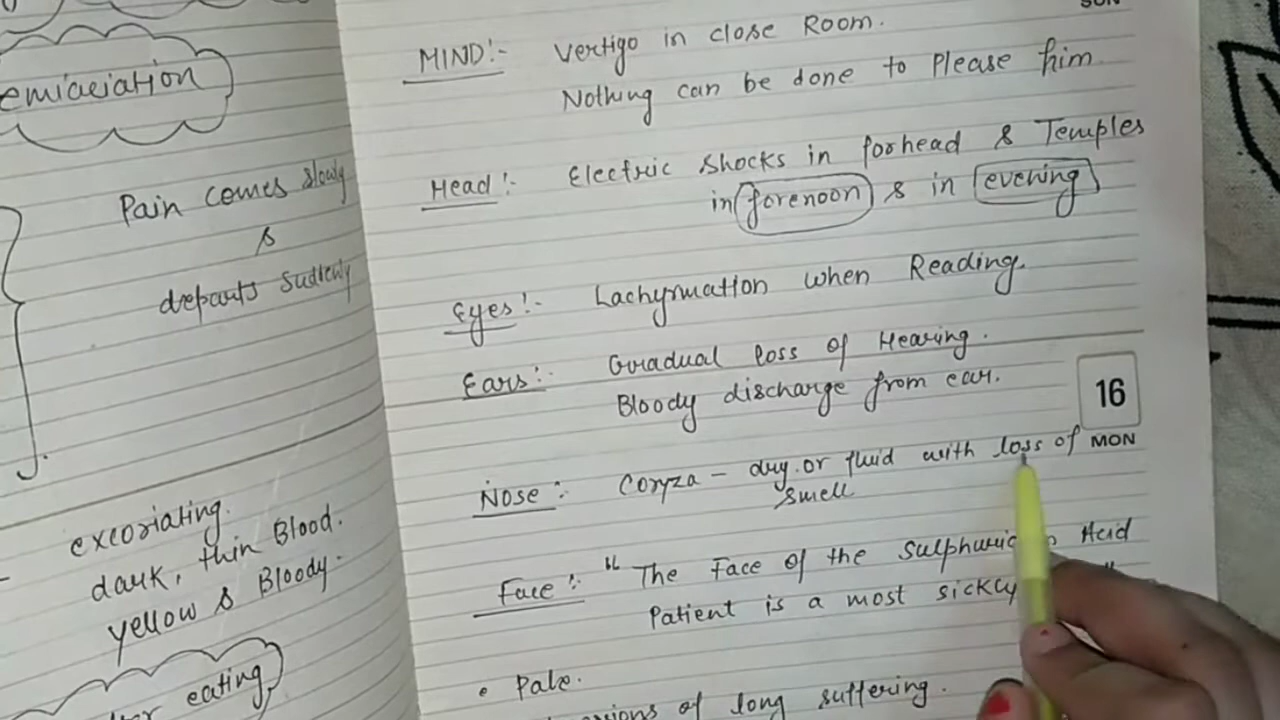 emiaciation
Pain comes slowly
&
departs suddenly
excoriating.
dark, thin Blood.
yellow & Bloody.
eating
SUN
MIND:- Vertigo in close Room.
Nothing can be done to Please him
Head:- Electric shocks in forhead & Temples
in forenoon & in evening
Eyes:- Lachyrmation when Reading.
Ears:- Gradual loss of Hearing.
Bloody discharge from ear.
16
MON
Nose:- Coryza - dry or fluid with loss of
smell
Face:- "The Face of the Sulphuric Acid
Patient is a most sickly
• Pale.
of long suffering.